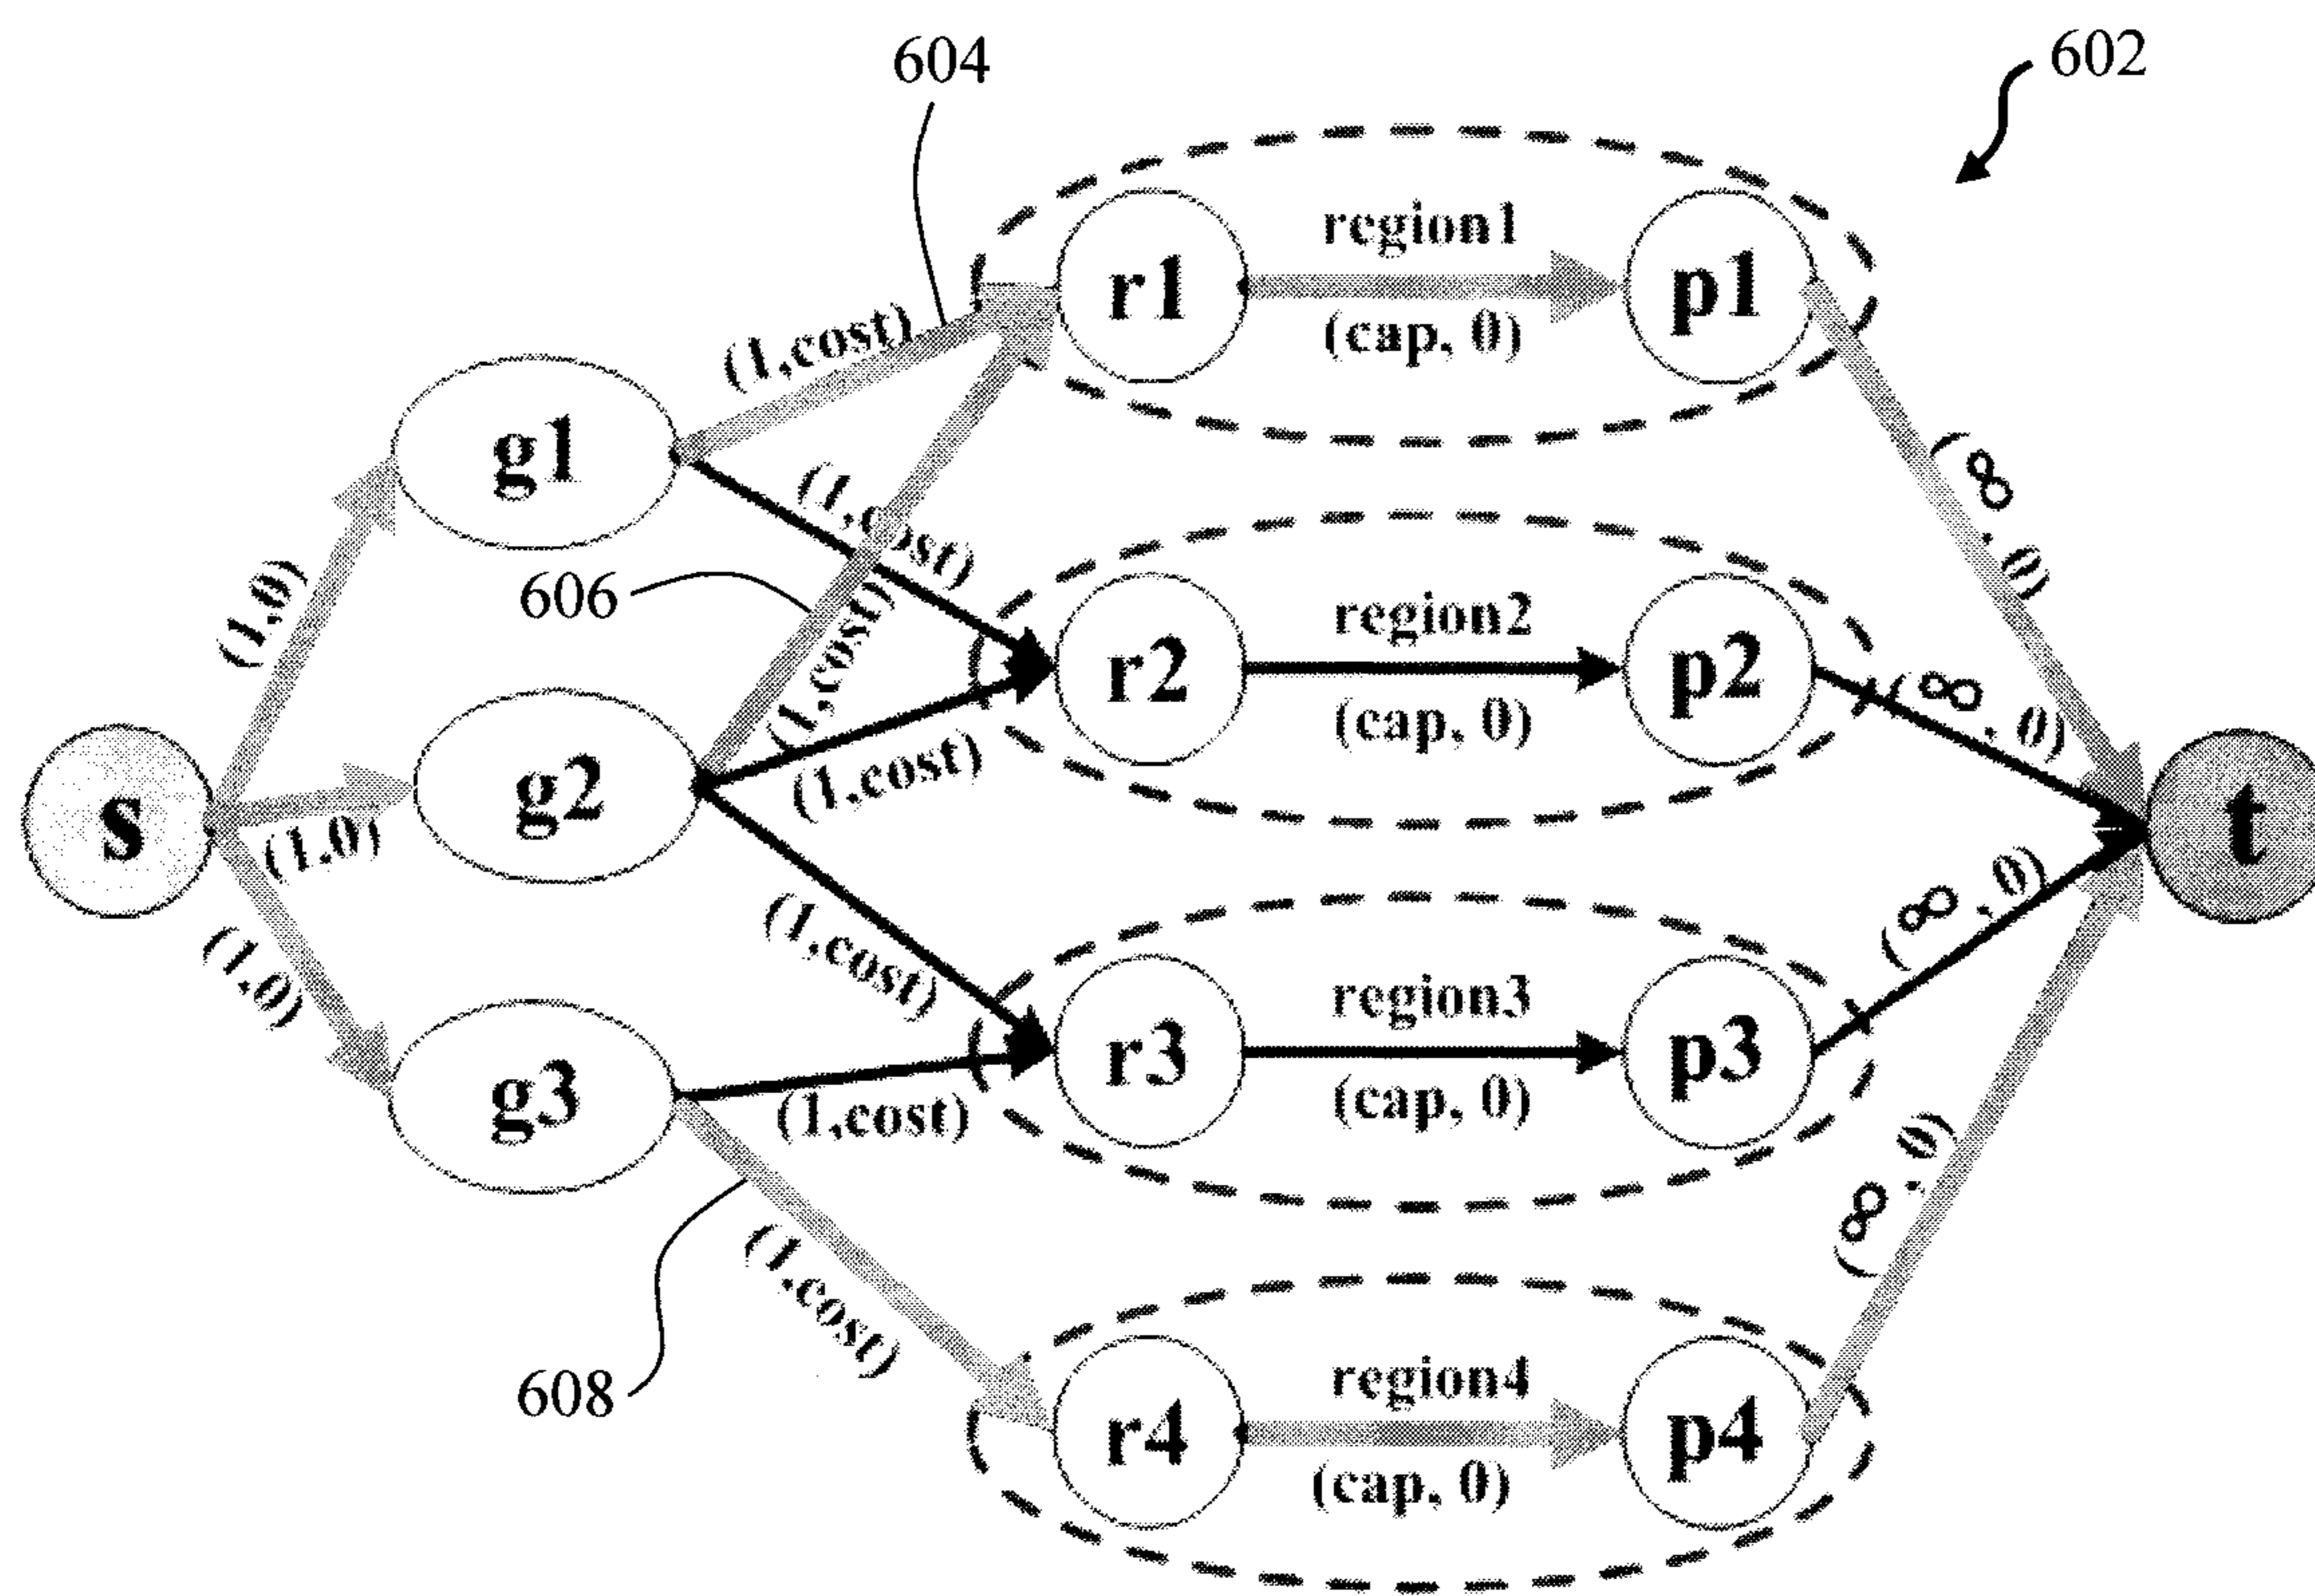 604
602
region1
r1
p1
(cap, 0)
(1,cost)
g1
(∞, 0)
(1,cost)
(1,0)
606
(1,cost)
region2
r2
p2
(cap, 0)
(∞, 0)
(1,cost)
s
g2
t
(1,0)
(1,cost)
(1,0)
(∞, 0)
region3
r3
p3
(cap, 0)
g3
(1,cost)
(∞, 0)
(1,cost)
608
region4
r4
p4
(cap, 0)